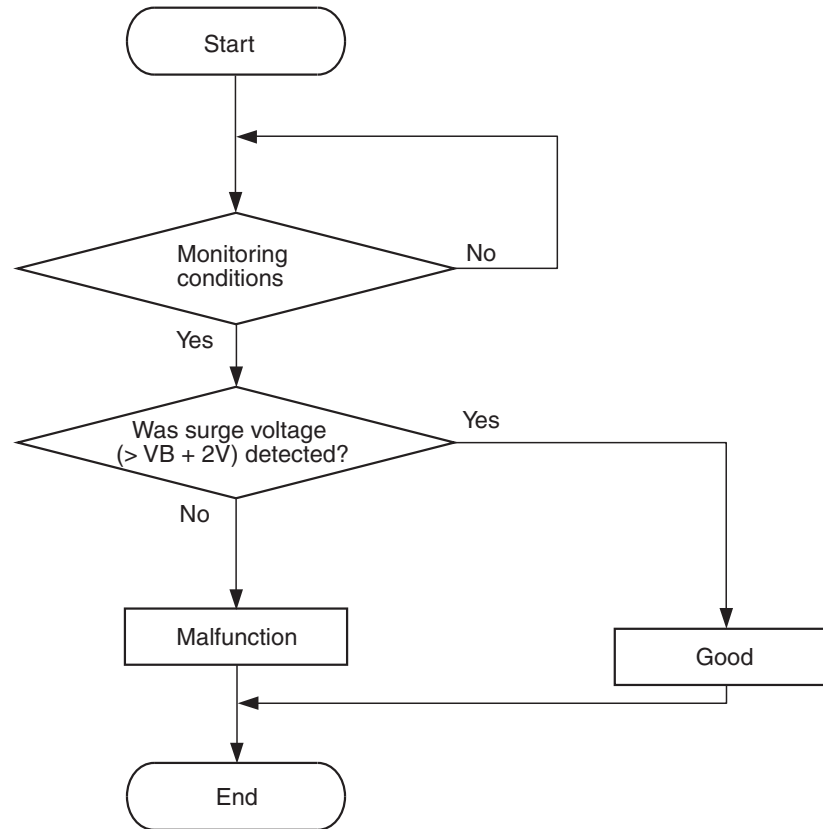 Start
Monitoring
conditions
No
Yes
Was surge voltage
(> VB + 2V) detected?
Yes
No
Malfunction
Good
End